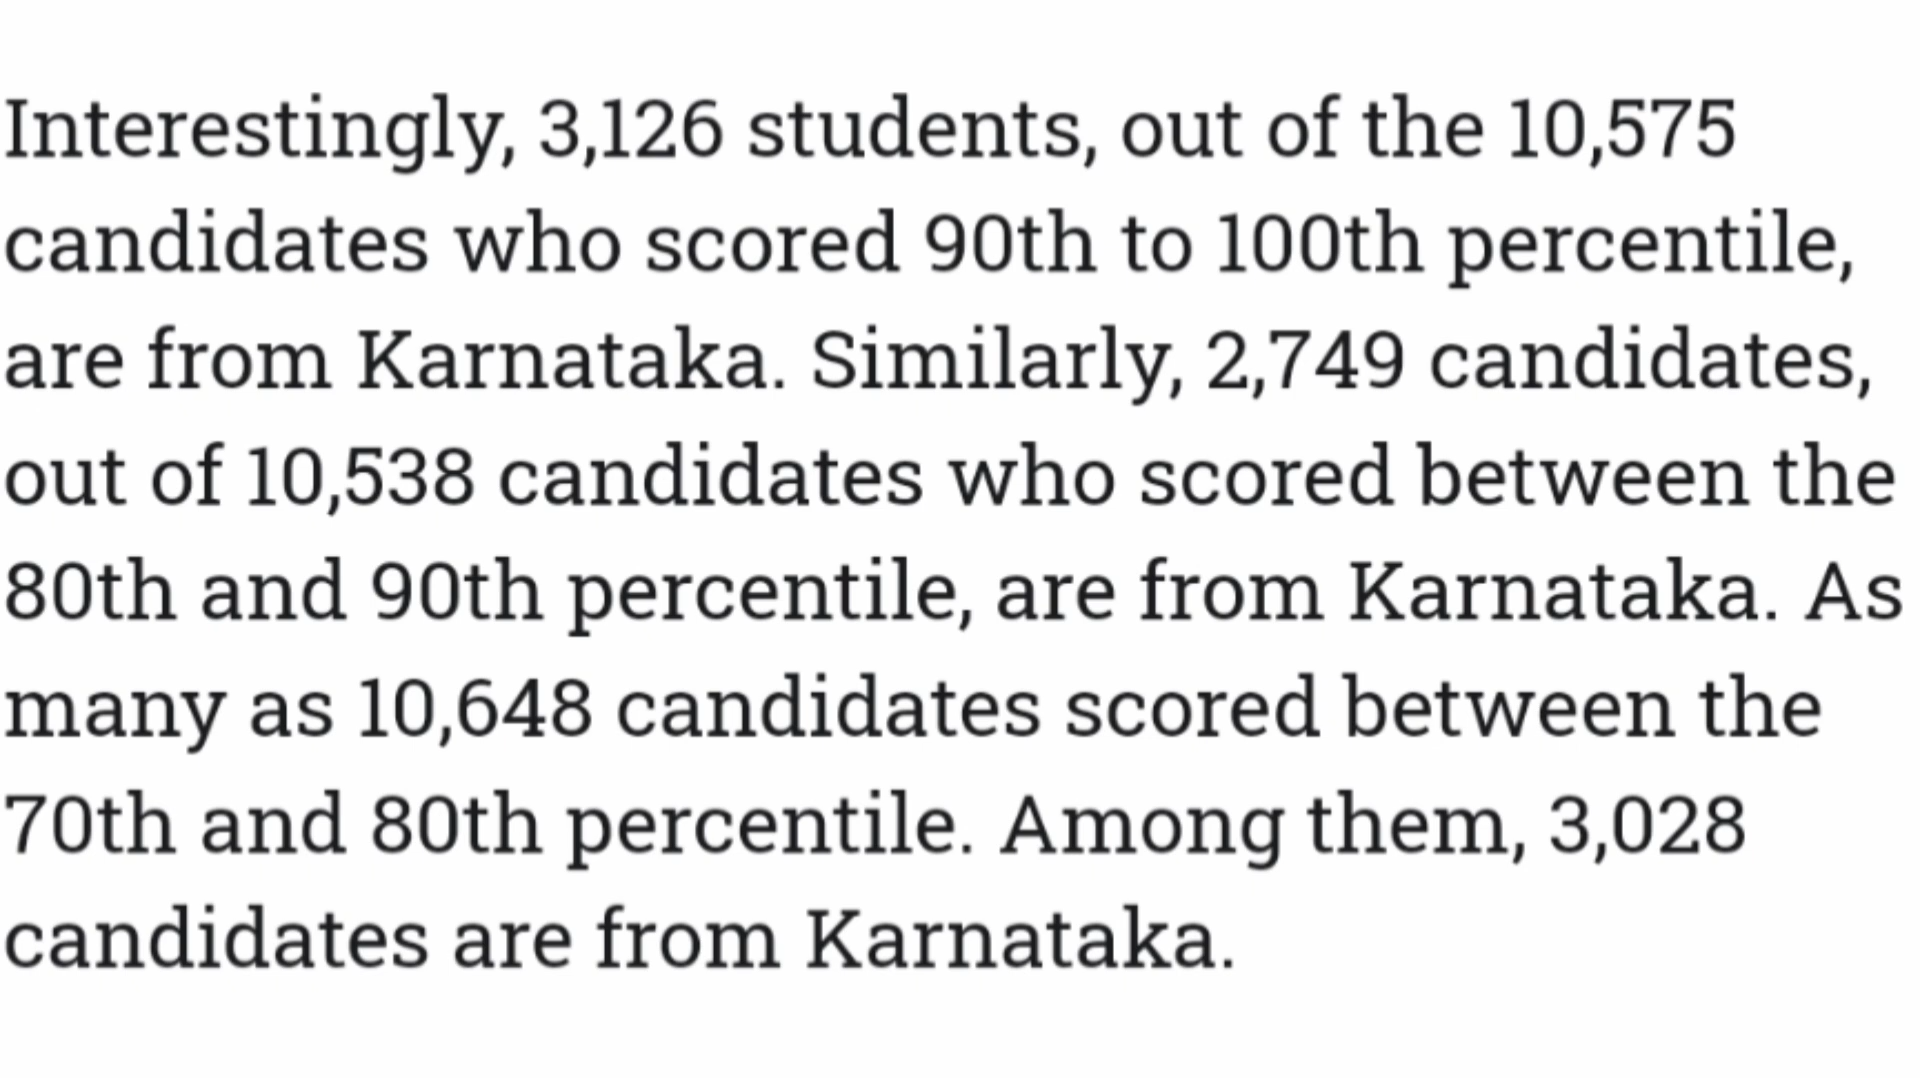 Interestingly, 3,126 students, out of the 10,575
candidates who scored 90th to 100th percentile,
are from Karnataka. Similarly, 2,749 candidates,
out of 10,538 candidates who scored between the
80th and 90th percentile, are from Karnataka. As
many as 10,648 candidates scored between the
70th and 80th percentile. Among them, 3,028
candidates are from Karnataka.